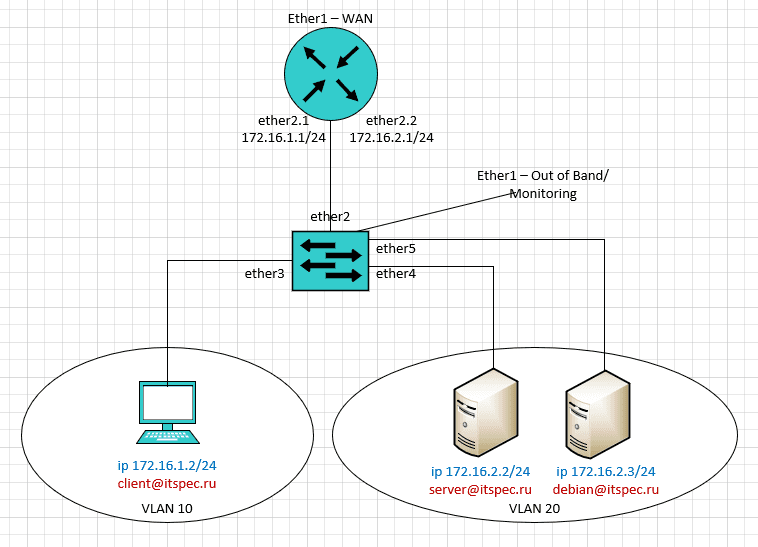 Ether1 – WAN
ether2.1
172.16.1.1/24
ether2.2
172.16.2.1/24
Ether1 – Out of Band/
Monitoring
ether2
ether5
ether3
ether4
ip 172.16.1.2/24
client@itspec.ru
VLAN 10
ip 172.16.2.2/24
server@itspec.ru
ip 172.16.2.3/24
debian@itspec.ru
VLAN 20